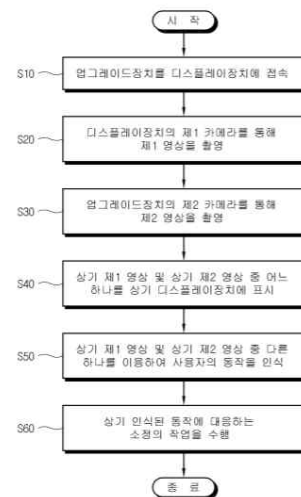 시 작
S10
업그레이드장치를 디스플레이장치에 접속
S20
디스플레이장치의 제1 카메라를 통해
제1 영상을 촬영
S30
업그레이드장치의 제2 카메라를 통해
제2 영상을 촬영
S40
상기 제1 영상 및 상기 제2 영상 중 어느
하나를 상기 디스플레이장치에 표시
S50
상기 제1 영상 및 상기 제2 영상 중 다른
하나를 이용하여 사용자의 동작을 인식
S60
상기 인식된 동작에 대응하는
소정의 작업을 수행
종 료